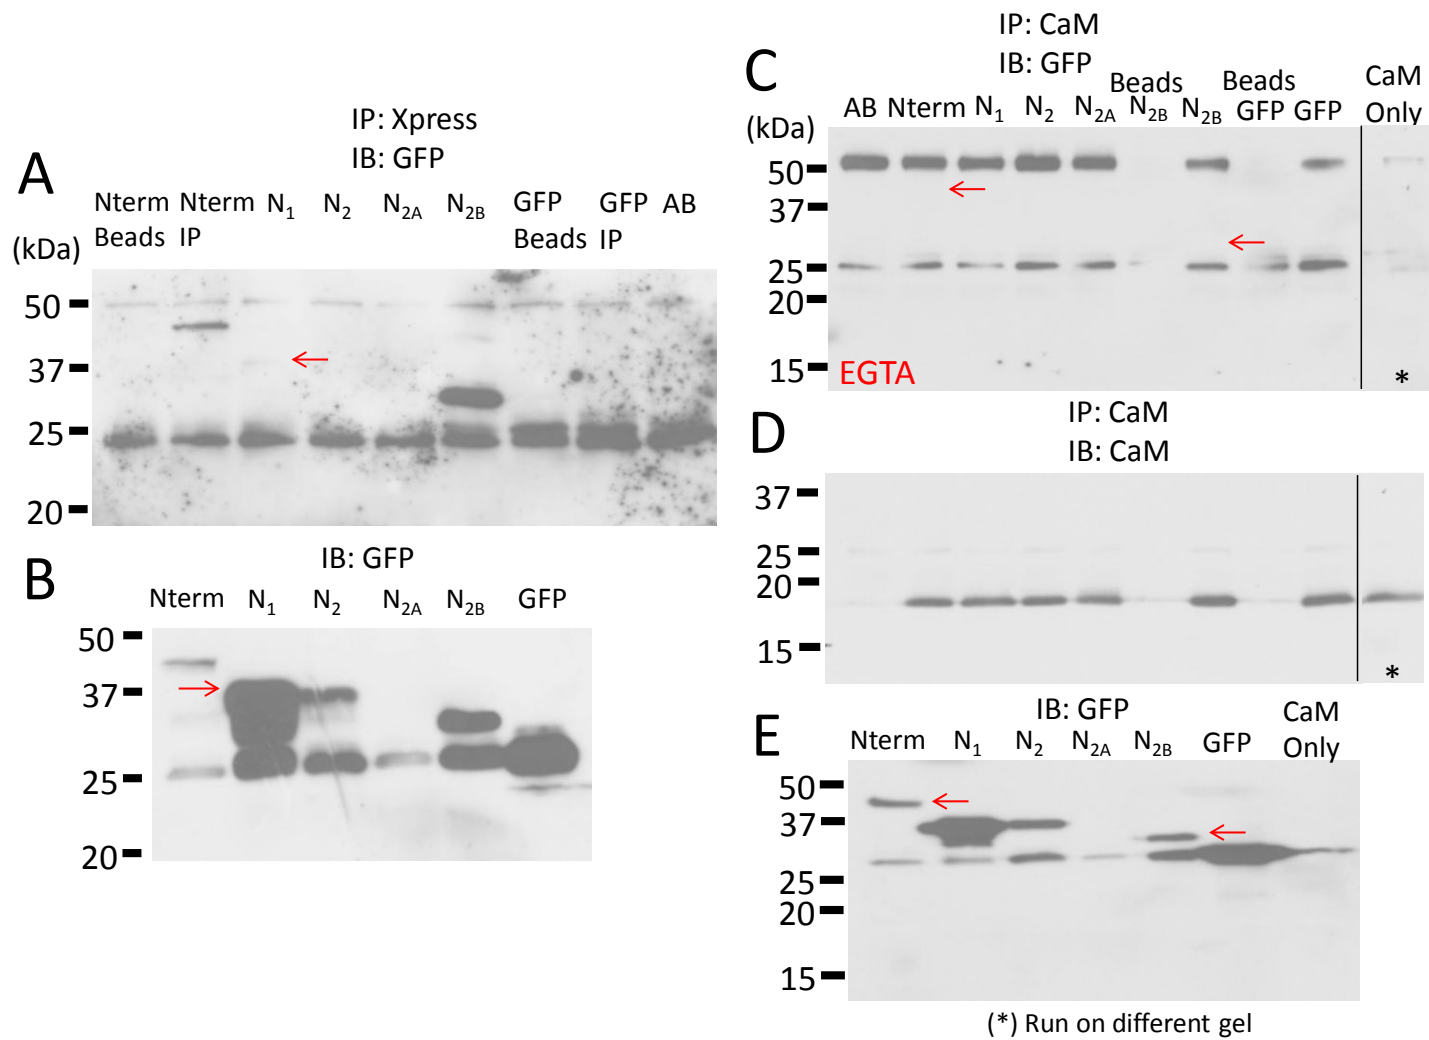 A
IP: Xpress
IB: GFP
Nterm Nterm N1 N2 N2A N2B GFP GFP AB
Beads IP Beads IP
(kDa)
50
37
25
20
B
IB: GFP
Nterm N1 N2 N2A N2B GFP
50
37
25
20
C
IP: CaM
IB: GFP
Beads Beads CaM
AB Nterm N1 N2 N2A N2B N2B GFP GFP Only
(kDa)
50
37
25
20
15
EGTA *
D
IP: CaM
IB: CaM
37
25
20
15
*
E
IB: GFP CaM
Nterm N1 N2 N2A N2B GFP Only
50
37
25
20
15
(*) Run on different gel